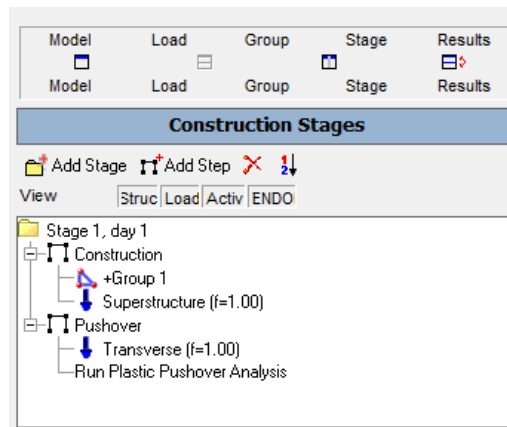 Model Load Group Stage Results
Model Load Group Stage Results
Construction Stages
Add Stage Add Step
View Struc Load Activ ENDO
Stage 1, day 1
Construction
+Group 1
Superstructure (f=1.00)
Pushover
Transverse (f=1.00)
Run Plastic Pushover Analysis